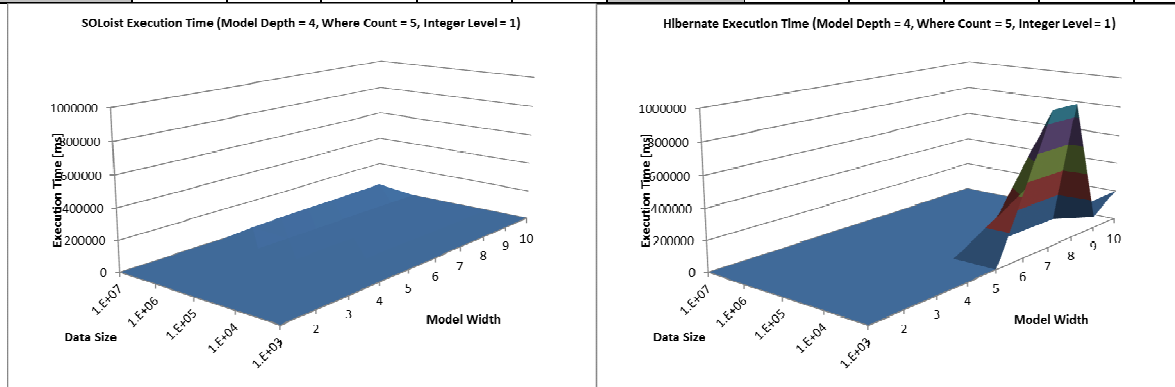 SOLoist Execution Time (Model Depth = 4, Where Count = 5, Integer Level = 1)
Execution Time [ms]
1000000
800000
600000
400000
200000
0
1.E+07
1.E+06
1.E+05
1.E+04
1.E+03
Data Size
2
3
4
5
6
7
8
9
10
Model Width
Hibernate Execution Time (Model Depth = 4, Where Count = 5, Integer Level = 1)
Execution Time [ms]
1000000
800000
600000
400000
200000
0
1.E+07
1.E+06
1.E+05
1.E+04
1.E+03
Data Size
2
3
4
5
6
7
8
9
10
Model Width